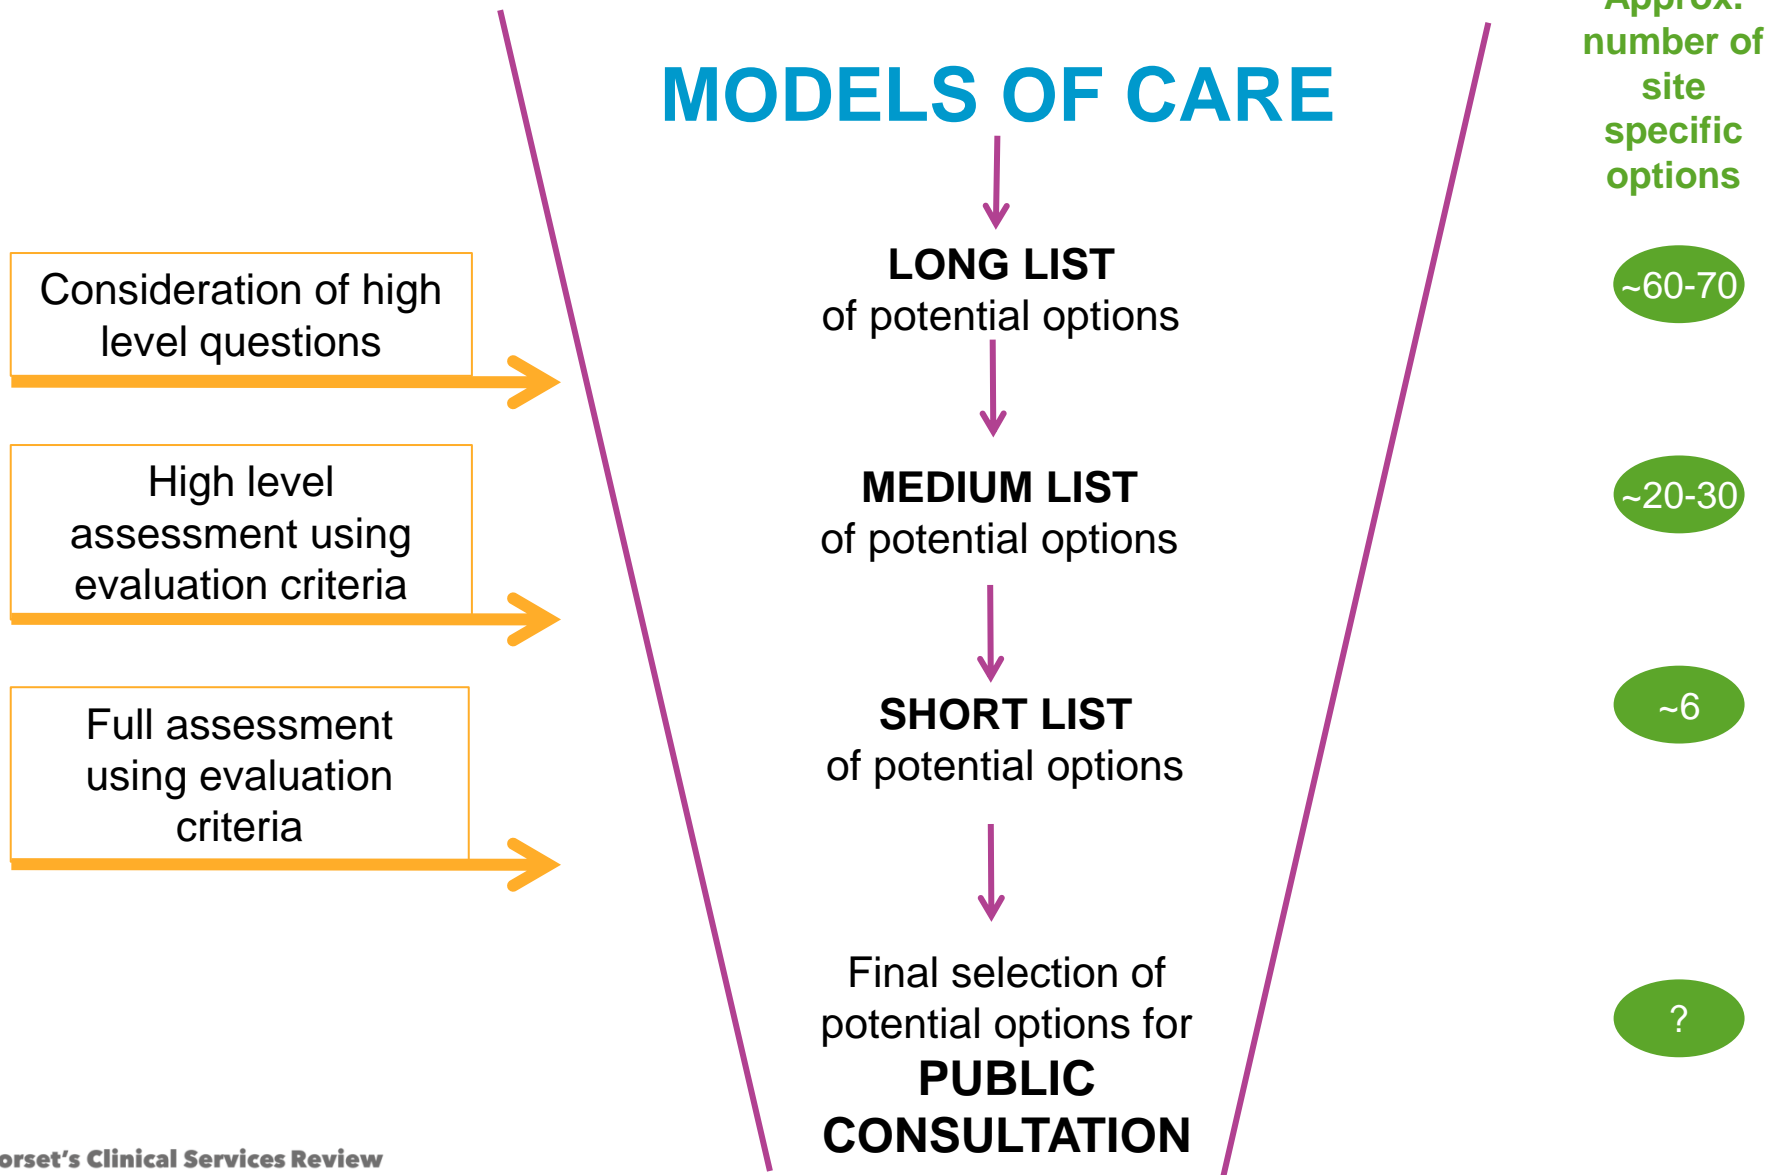 MODELS OF CARE
Approx.
number of
site
specific
options
Consideration of high
level questions
LONG LIST
of potential options
~60-70
High level
assessment using
evaluation criteria
MEDIUM LIST
of potential options
~20-30
Full assessment
using evaluation
criteria
SHORT LIST
of potential options
~6
Final selection of
potential options for
PUBLIC
CONSULTATION
?
orset's Clinical Services Review